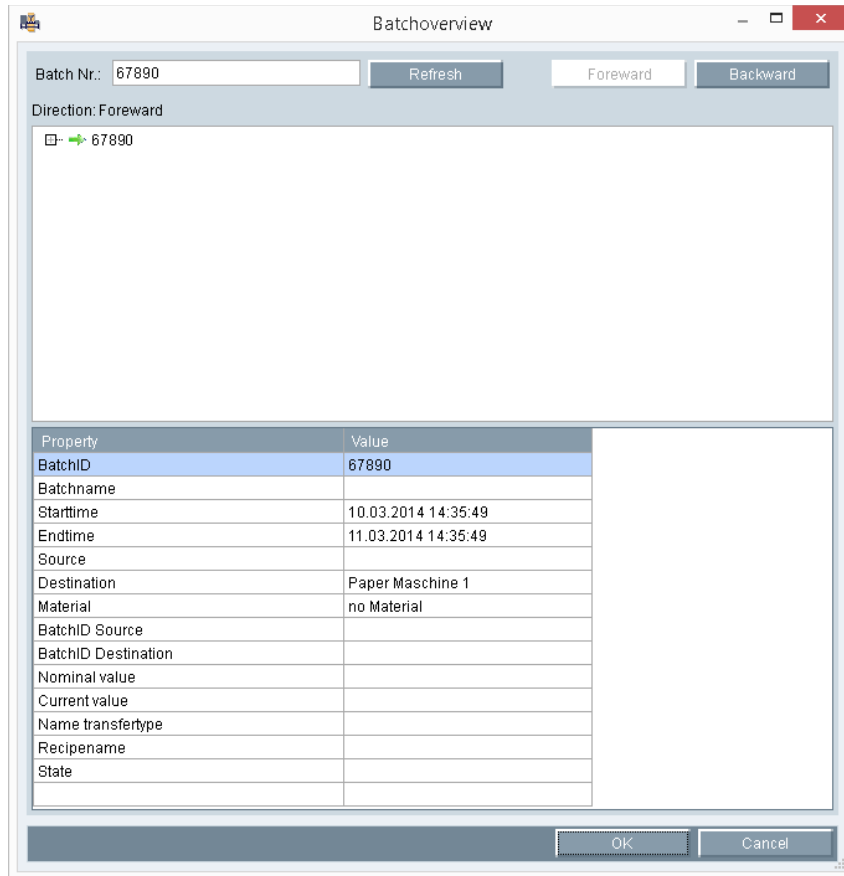 Batchoverview
Batch Nr.: 67890 Refresh Foreward Backward
Direction: Foreward
67890
Property Value
BatchID 67890
Batchname
Starttime 10.03.2014 14:35:49
Endtime 11.03.2014 14:35:49
Source
Destination Paper Maschine 1
Material no Material
BatchID Source
BatchID Destination
Nominal value
Current value
Name transfertype
Recipename
State
OK Cancel